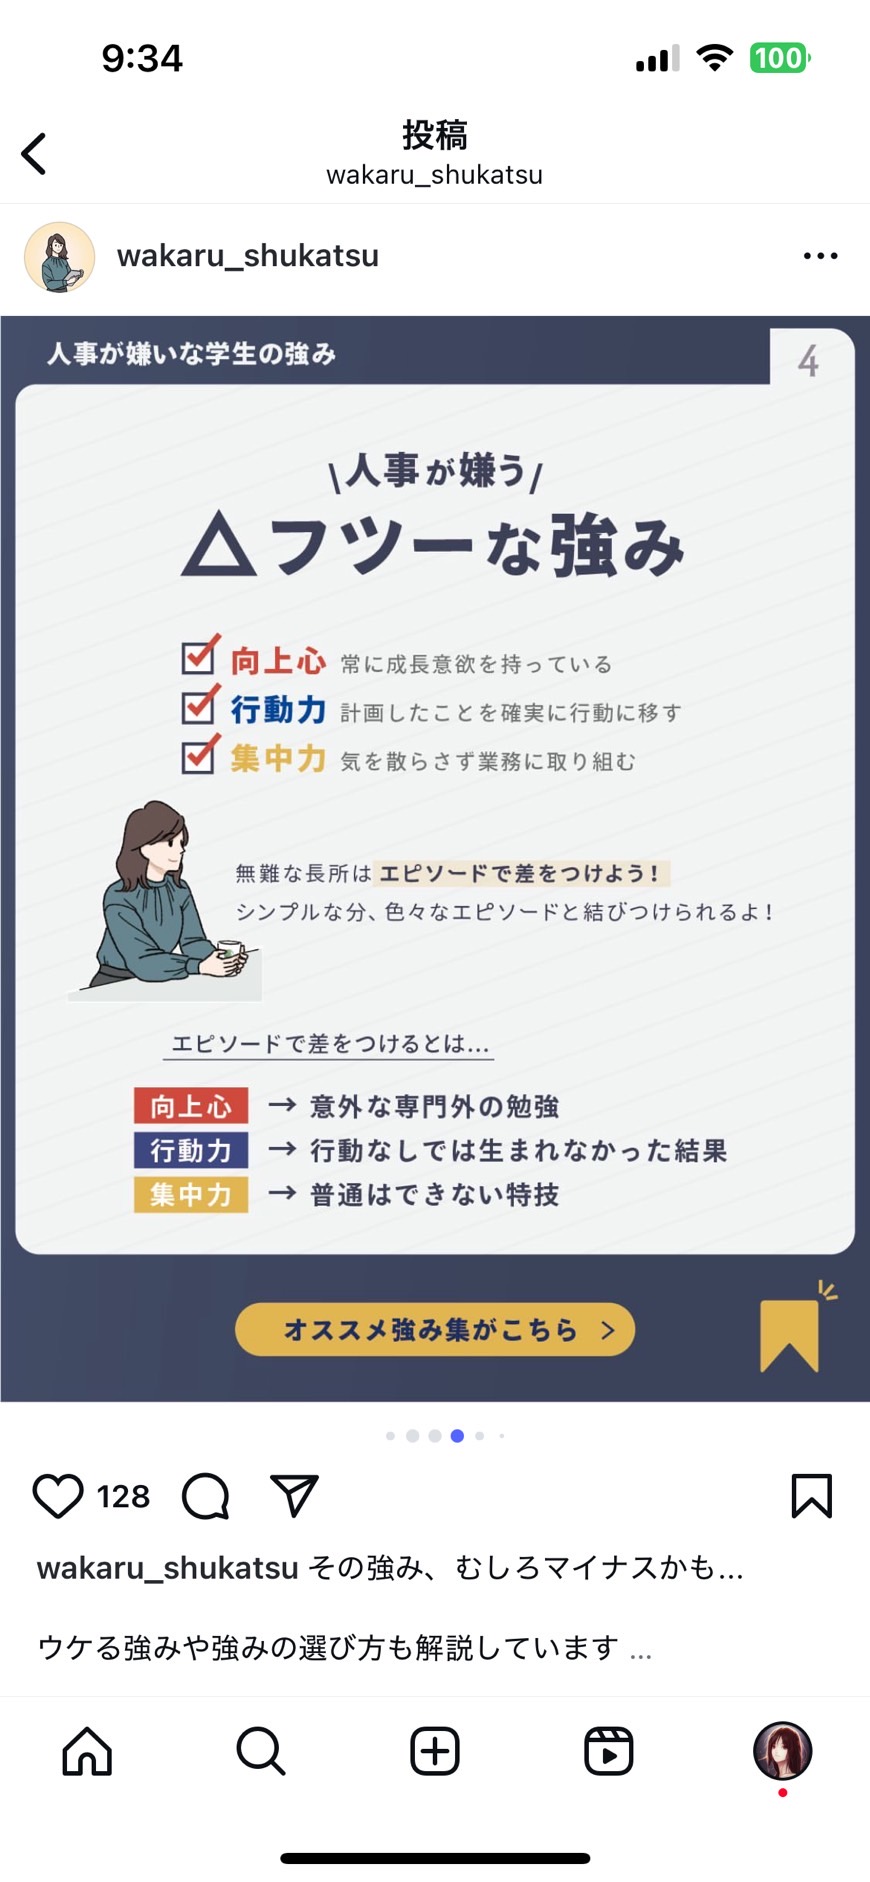 9:34
100
投稿
wakaru_shukatsu
wakaru_shukatsu
人事が嫌いな学生の強み
4
\人事が嫌う/
△フツーな強み
向上心 常に成長意欲を持っている
行動力 計画したことを確実に行動に移す
集中力 気を散らさず業務に取り組む
無難な長所はエピソードで差をつけよう！
シンプルな分、色々なエピソードと結びつけられるよ！
エピソードで差をつけるとは...
向上心 → 意外な専門外の勉強
行動力 → 行動なしでは生まれなかった結果
集中力 → 普通はできない特技
オススメ強み集がこちら >
128
wakaru_shukatsu その強み、むしろマイナスかも...
ウケる強みや強みの選び方も解説しています ...